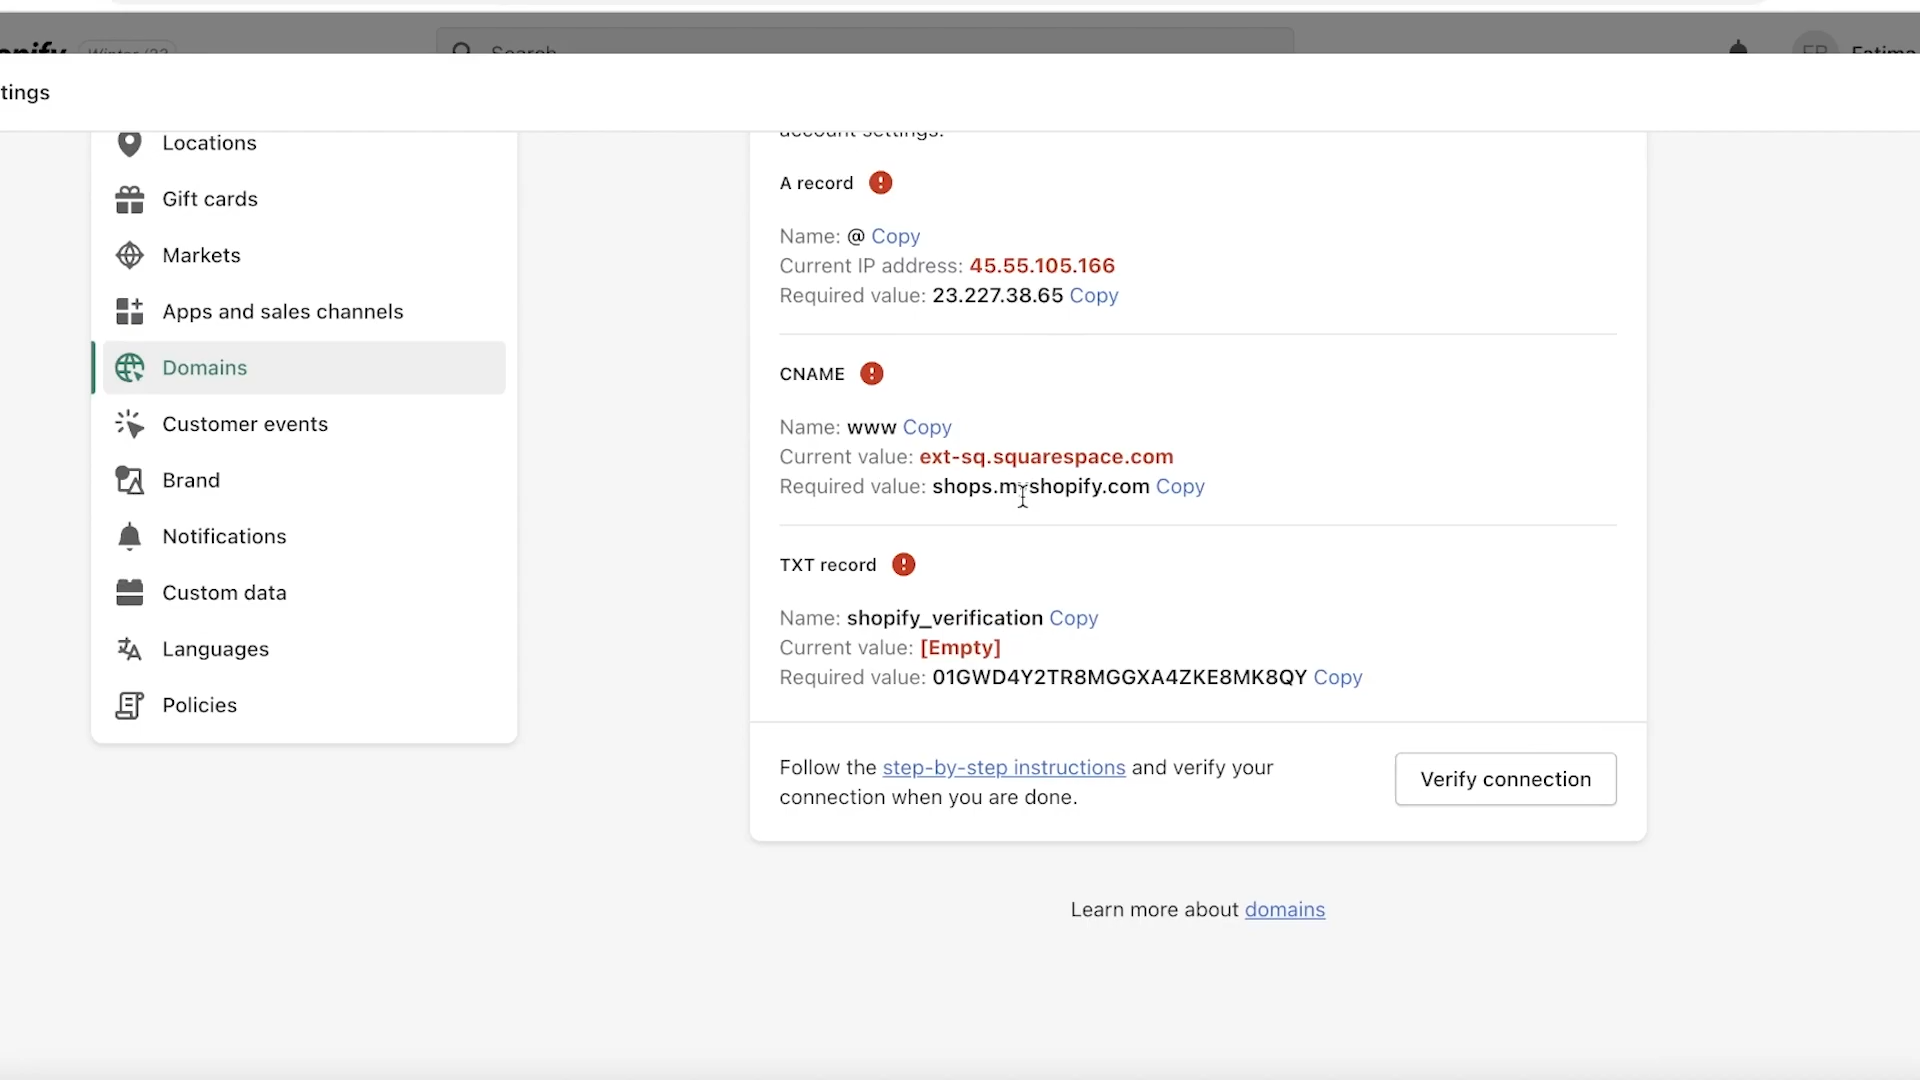 Search
tings
Locations
Gift cards
Markets
Apps and sales channels
Domains
Customer events
Brand
Notifications
Custom data
Languages
Policies
account settings.
A record
Name: @ Copy
Current IP address: 45.55.105.166
Required value: 23.227.38.65 Copy
CNAME
Name: www Copy
Current value: ext-sq.squarespace.com
Required value: shops.myshopify.com Copy
TXT record
Name: shopify_verification Copy
Current value: [Empty]
Required value: 01GWD4Y2TR8MGGXA4ZKE8MK8QY Copy
Follow the step-by-step instructions and verify your
connection when you are done.
Verify connection
Learn more about domains